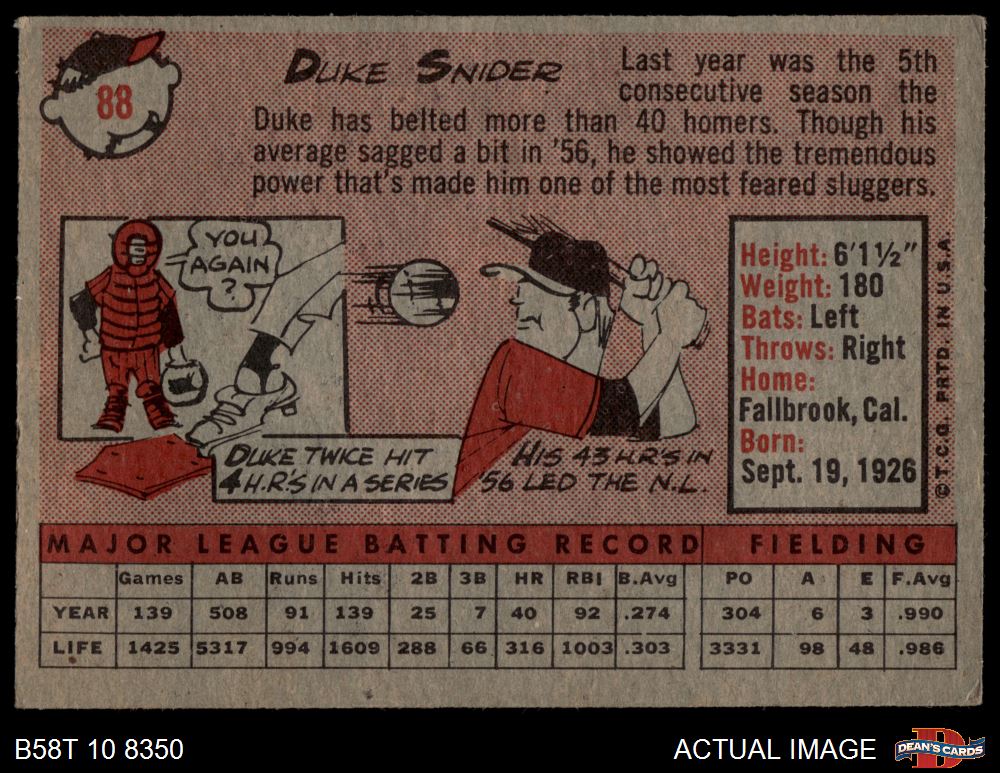 88
DUKE SNIDER
Last year was the 5th
consecutive season the
Duke has belted more than 40 homers. Though his
average sagged a bit in '56, he showed the tremendous
power that's made him one of the most feared sluggers.
YOU
AGAIN
?
DUKE TWICE HIT
4 H.R.'S IN A SERIES
HIS 43 H.R.'S IN
'56 LED THE N.L.
Height: 6'1½"
Weight: 180
Bats: Left
Throws: Right
Home:
Fallbrook, Cal.
Born:
Sept. 19, 1926
© T.C.G. PRTD. IN U.S.A.
MAJOR LEAGUE BATTING RECORD FIELDING
Games AB Runs Hits 2B 3B HR RBI B.Avg PO A E F.Avg
YEAR 139 508 91 139 25 7 40 92 .274 304 6 3 .990
LIFE 1425 5317 994 1609 288 66 316 1003 .303 3331 98 48 .986
B58T 10 8350
ACTUAL IMAGE
D
DEAN'S CARDS